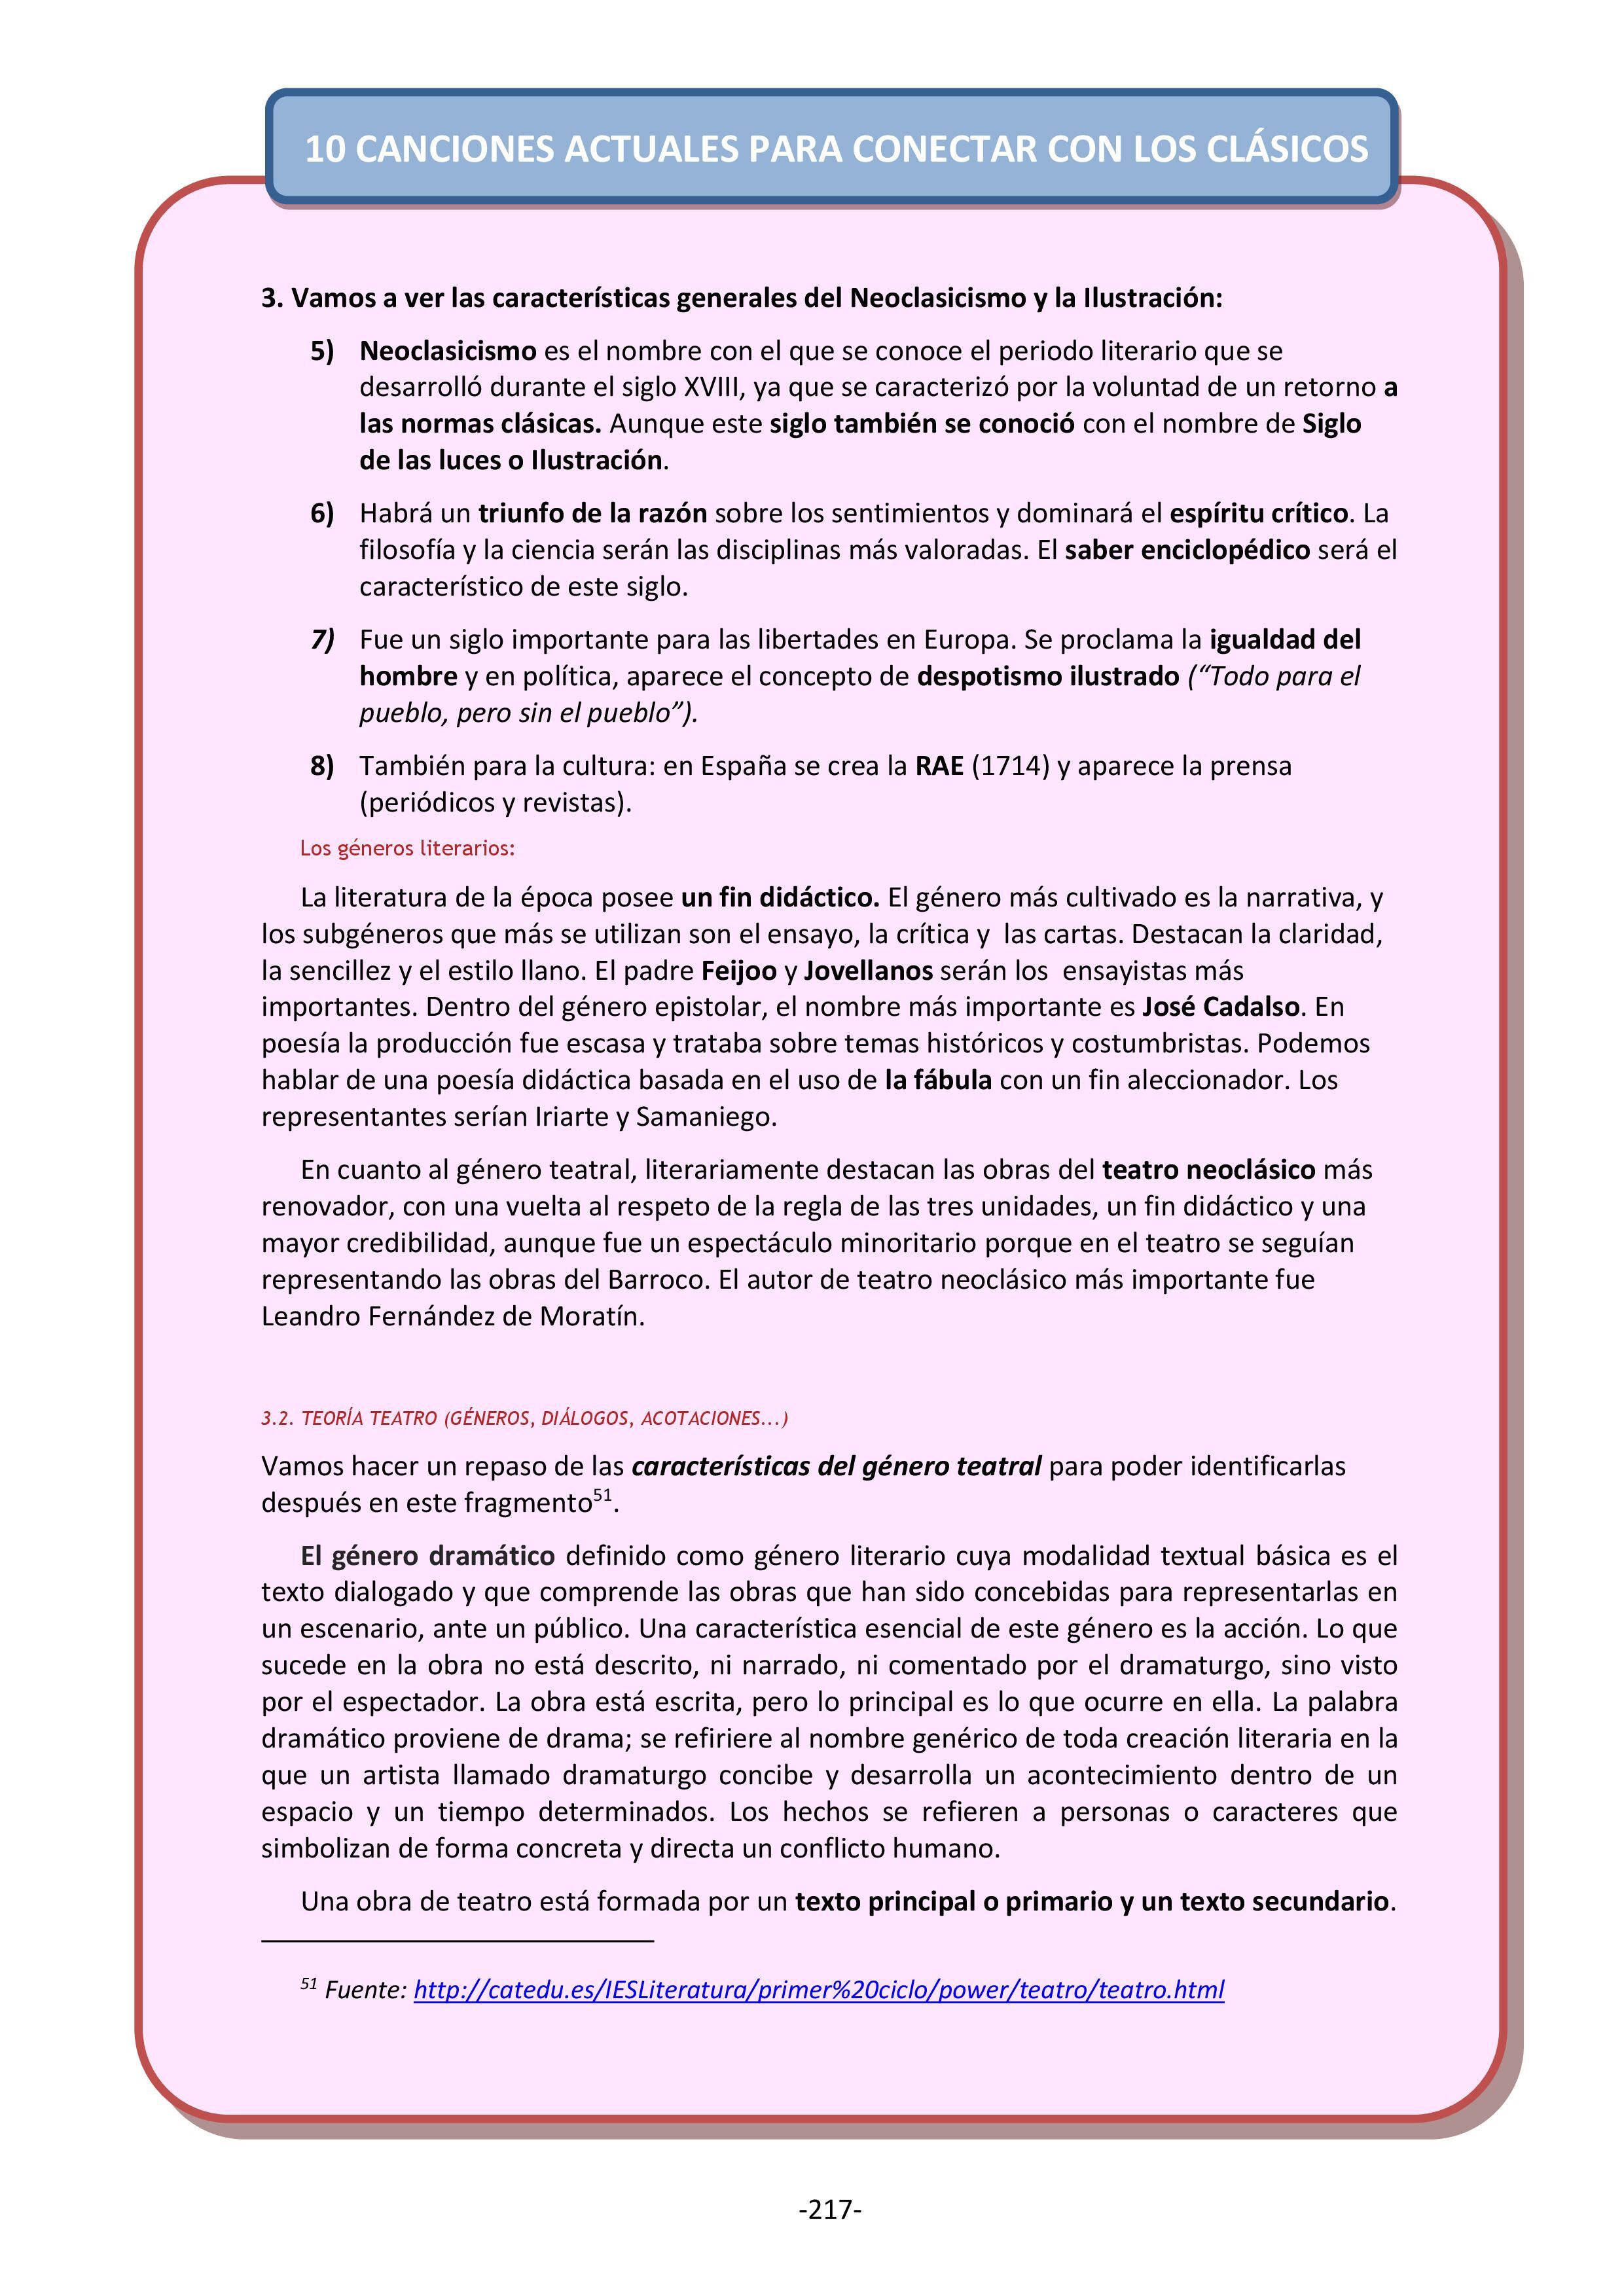 10 CANCIONES ACTUALES PARA CONECTAR CON LOS CLÁSICOS
3. Vamos a ver las características generales del Neoclasicismo y la Ilustración:
5) Neoclasicismo es el nombre con el que se conoce el periodo literario que se
desarrolló durante el siglo XVIII, ya que se caracterizó por la voluntad de un retorno a
las normas clásicas. Aunque este siglo también se conoció con el nombre de Siglo
de las luces o Ilustración.
6) Habrá un triunfo de la razón sobre los sentimientos y dominará el espíritu crítico. La
filosofía y la ciencia serán las disciplinas más valoradas. El saber enciclopédico será el
característico de este siglo.
7) Fue un siglo importante para las libertades en Europa. Se proclama la igualdad del
hombre y en política, aparece el concepto de despotismo ilustrado (“Todo para el
pueblo, pero sin el pueblo”).
8) También para la cultura: en España se crea la RAE (1714) y aparece la prensa
(periódicos y revistas).
Los géneros literarios:
La literatura de la época posee un fin didáctico. El género más cultivado es la narrativa, y
los subgéneros que más se utilizan son el ensayo, la crítica y las cartas. Destacan la claridad,
la sencillez y el estilo llano. El padre Feijoo y Jovellanos serán los ensayistas más
importantes. Dentro del género epistolar, el nombre más importante es José Cadalso. En
poesía la producción fue escasa y trataba sobre temas históricos y costumbristas. Podemos
hablar de una poesía didáctica basada en el uso de la fábula con un fin aleccionador. Los
representantes serían Iriarte y Samaniego.
En cuanto al género teatral, literariamente destacan las obras del teatro neoclásico más
renovador, con una vuelta al respeto de la regla de las tres unidades, un fin didáctico y una
mayor credibilidad, aunque fue un espectáculo minoritario porque en el teatro se seguían
representando las obras del Barroco. El autor de teatro neoclásico más importante fue
Leandro Fernández de Moratín.
3.2. TEORÍA TEATRO (GÉNEROS, DIÁLOGOS, ACOTACIONES...)
Vamos hacer un repaso de las características del género teatral para poder identificarlas
después en este fragmento51.
El género dramático definido como género literario cuya modalidad textual básica es el
texto dialogado y que comprende las obras que han sido concebidas para representarlas en
un escenario, ante un público. Una característica esencial de este género es la acción. Lo que
sucede en la obra no está descrito, ni narrado, ni comentado por el dramaturgo, sino visto
por el espectador. La obra está escrita, pero lo principal es lo que ocurre en ella. La palabra
dramático proviene de drama; se refiriere al nombre genérico de toda creación literaria en la
que un artista llamado dramaturgo concibe y desarrolla un acontecimiento dentro de un
espacio y un tiempo determinados. Los hechos se refieren a personas o caracteres que
simbolizan de forma concreta y directa un conflicto humano.
Una obra de teatro está formada por un texto principal o primario y un texto secundario.
51 Fuente: http://catedu.es/IESLiteratura/primer%20ciclo/power/teatro/teatro.html
-217-